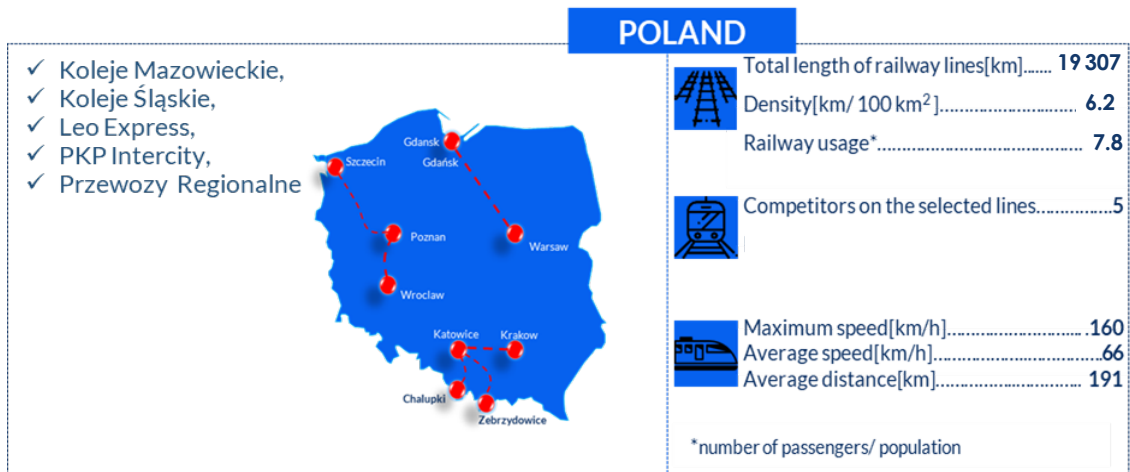 POLAND
✓ Koleje Mazowieckie,
✓ Koleje Śląskie,
✓ Leo Express,
✓ PKP Intercity,
✓ Przewozy Regionalne
Gdansk
Gdańsk
Szczecin
Poznan
Warsaw
Wroclaw
Katowice
Krakow
Chalupki
Zebrzydowice
Total length of railway lines[km]...... 19 307
Density[km/ 100 km²]............................ 6.2
Railway usage*...................................... 7.8
Competitors on the selected lines...............5
Maximum speed[km/h]..........................160
Average speed[km/h]..............................66
Average distance[km]............................ 191
*number of passengers/ population